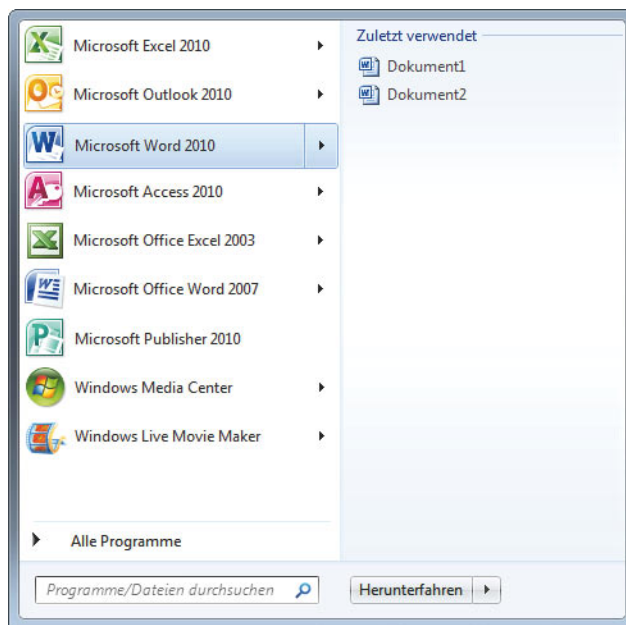 Microsoft Excel 2010
Microsoft Outlook 2010
Microsoft Word 2010
Microsoft Access 2010
Microsoft Office Excel 2003
Microsoft Office Word 2007
Microsoft Publisher 2010
Windows Media Center
Windows Live Movie Maker
Alle Programme
Programme/Dateien durchsuchen
Zuletzt verwendet
Dokument1
Dokument2
Herunterfahren